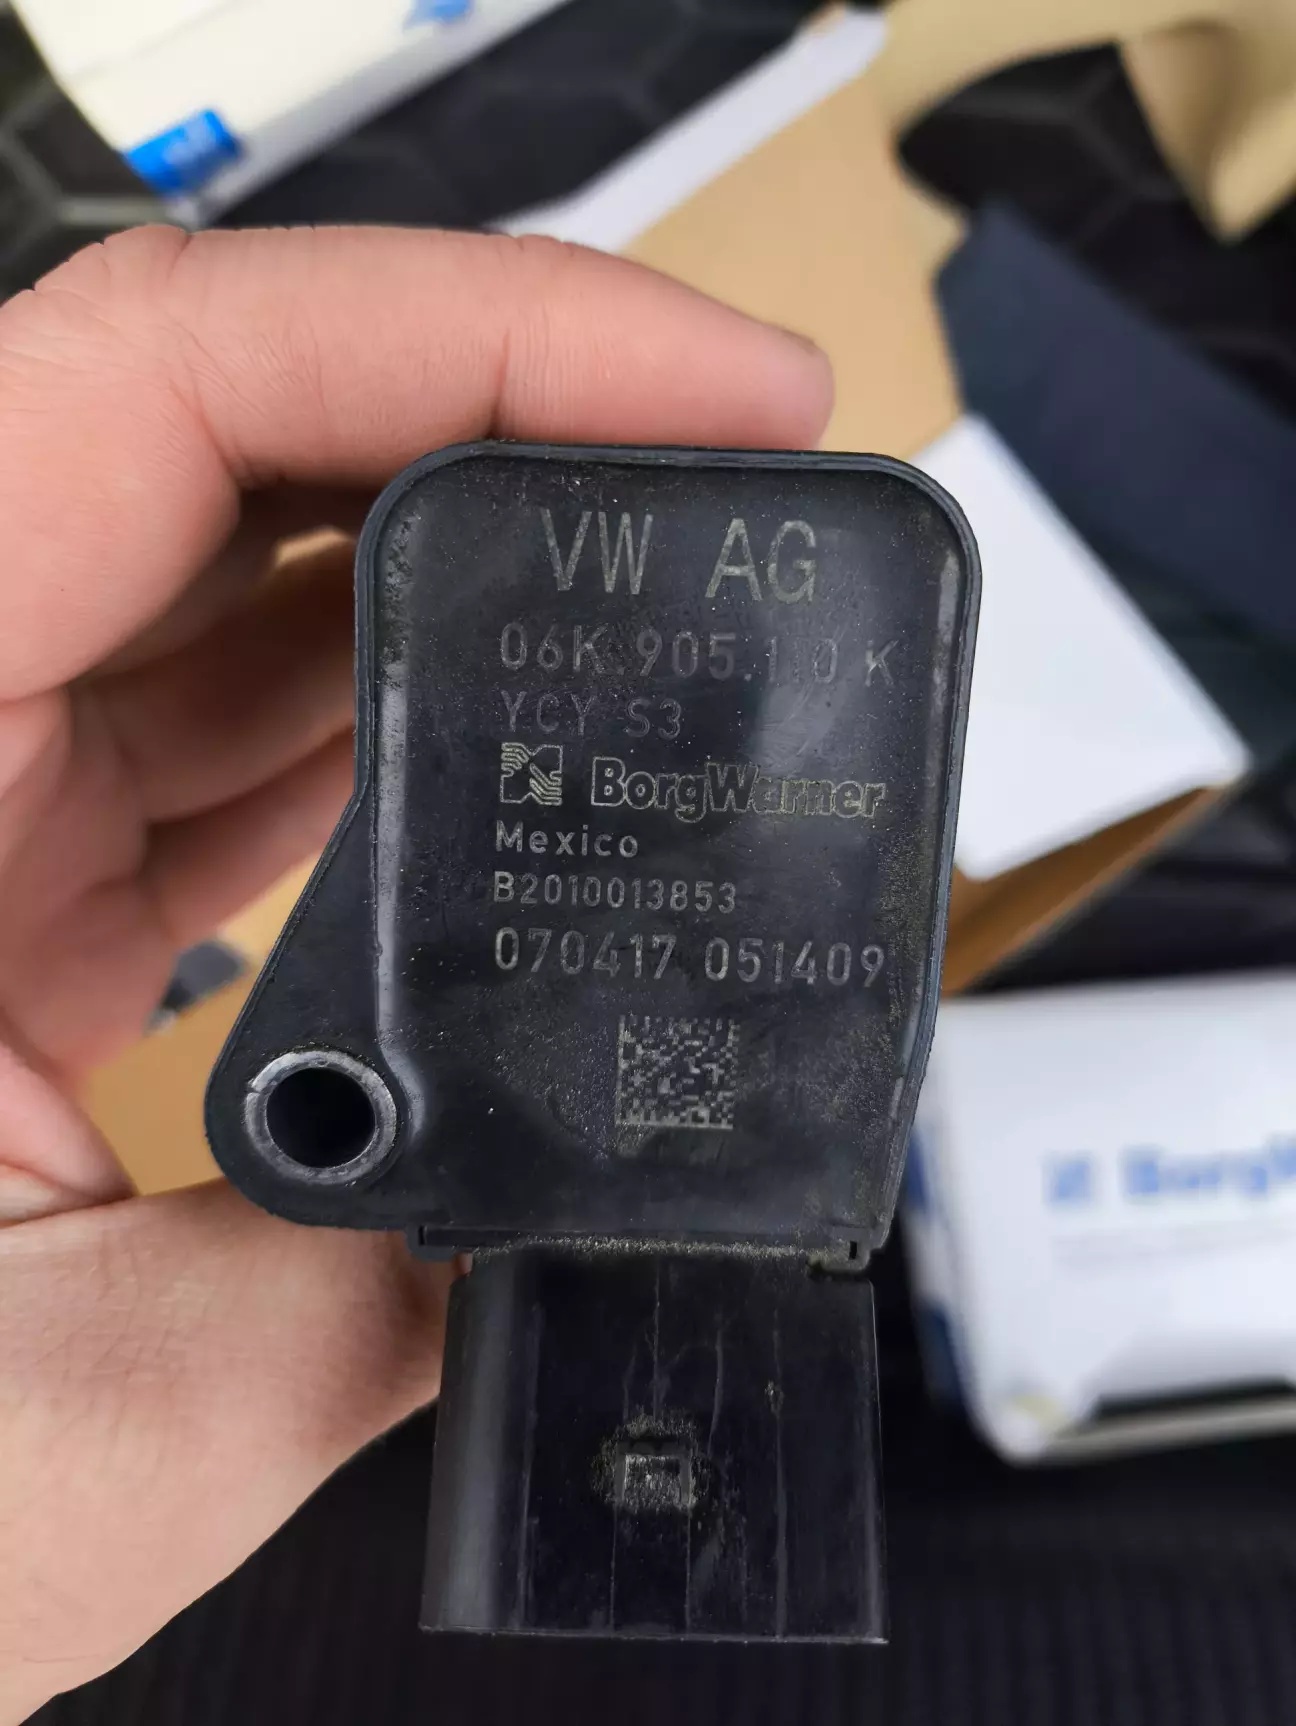 VW AG
06K.905.110 K
YCY S3
BorgWarner
Mexico
B2010013853
070417 051409